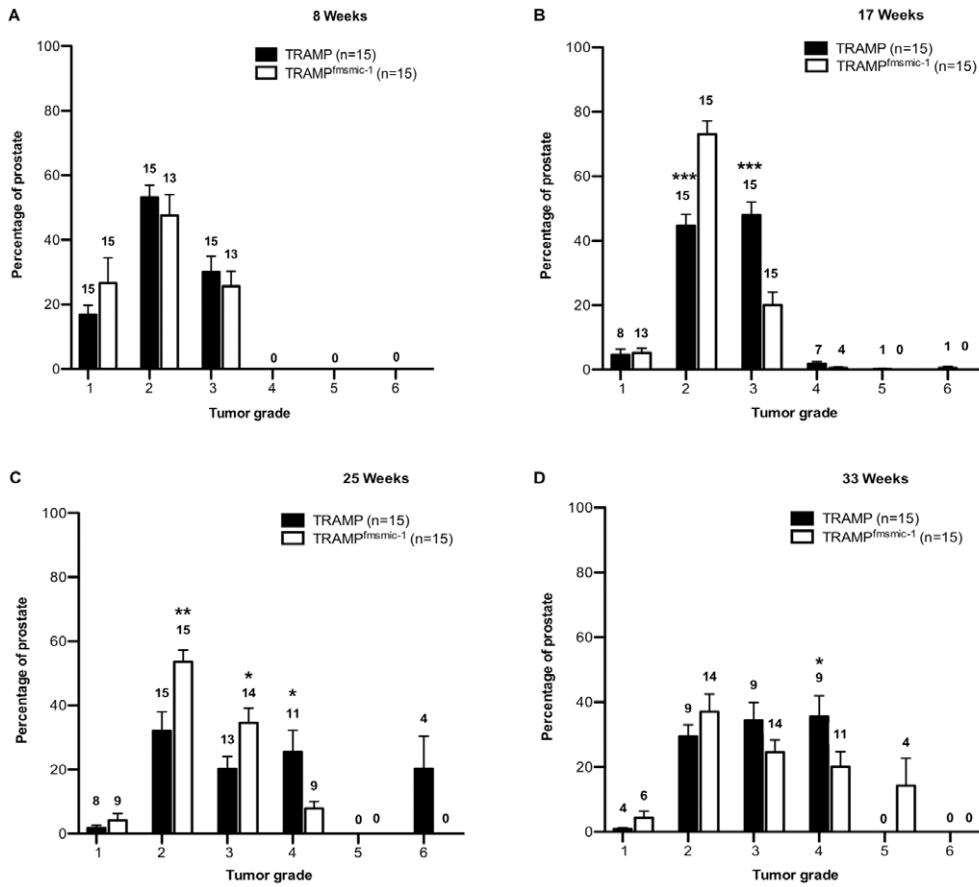 A
8 Weeks
TRAMP (n=15)
TRAMPfmsmic-1 (n=15)
Percentage of prostate
100
80
60
40
20
0
15 15 15 13 15 13 0 0 0
1 2 3 4 5 6
Tumor grade
B
17 Weeks
TRAMP (n=15)
TRAMPfmsmic-1 (n=15)
Percentage of prostate
100
80
60
40
20
0
*** ***
8 13 15 15 15 15 7 4 1 0 1 0
1 2 3 4 5 6
Tumor grade
C
25 Weeks
TRAMP (n=15)
TRAMPfmsmic-1 (n=15)
Percentage of prostate
100
80
60
40
20
0
** * *
8 9 15 15 13 14 11 9 0 0 4 0
1 2 3 4 5 6
Tumor grade
D
33 Weeks
TRAMP (n=15)
TRAMPfmsmic-1 (n=15)
Percentage of prostate
100
80
60
40
20
0
*
4 6 9 14 9 14 9 11 0 4 0 0
1 2 3 4 5 6
Tumor grade